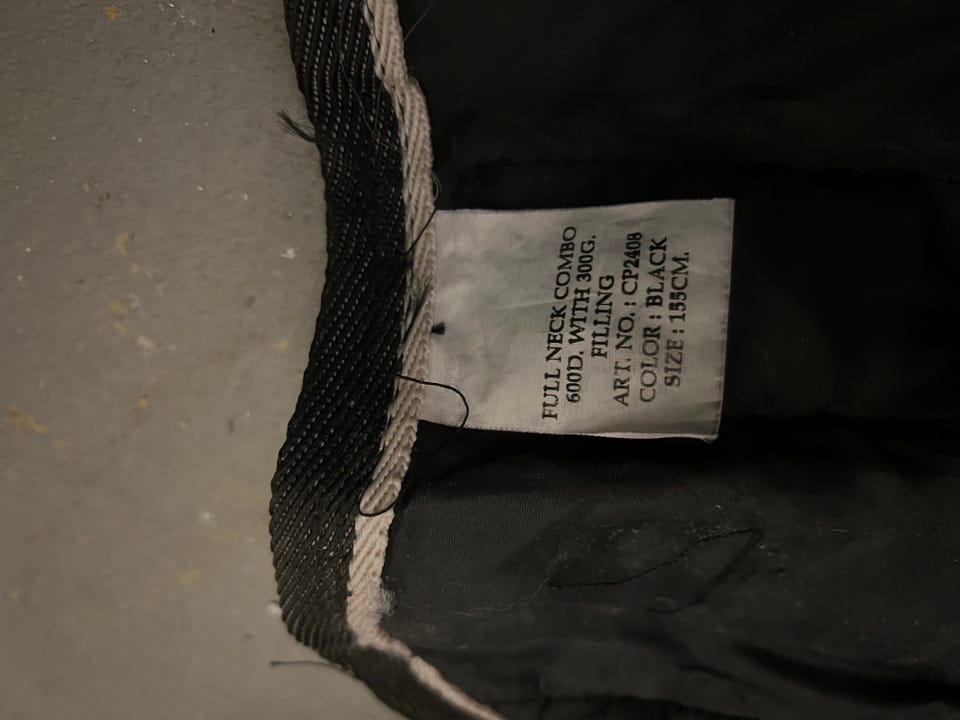 FULL NECK COMBO
600D. WITH 300G.
FILLING
ART. NO. : CP2408
COLOR : BLACK
SIZE : 155CM.